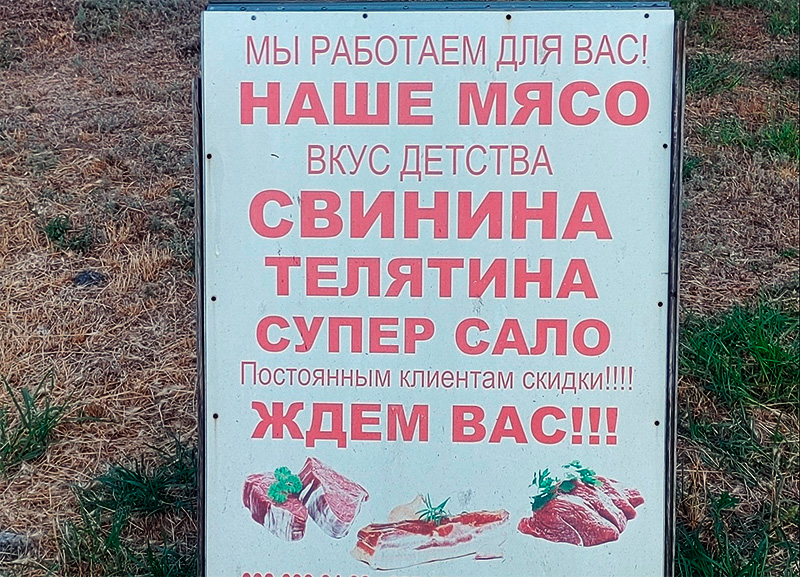 МЫ РАБОТАЕМ ДЛЯ ВАС!
НАШЕ МЯСО
ВКУС ДЕТСТВА
СВИНИНА
ТЕЛЯТИНА
СУПЕР САЛО
Постоянным клиентам скидки!!!!
ЖДЕМ ВАС!!!